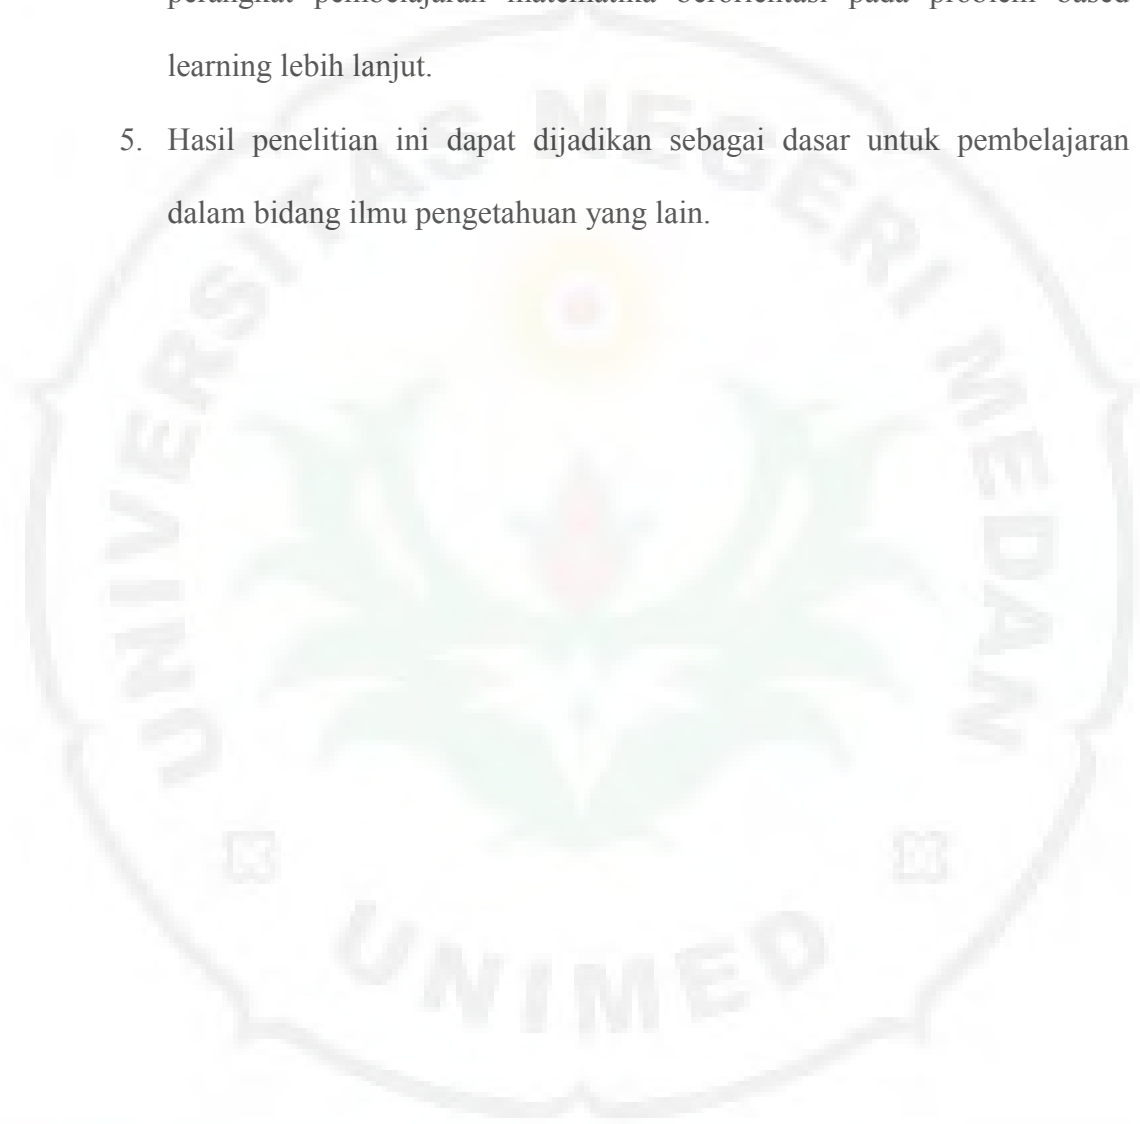 perangkat pembelajaran matematika berorientasi pada problem based
learning lebih lanjut.
5. Hasil penelitian ini dapat dijadikan sebagai dasar untuk pembelajaran
dalam bidang ilmu pengetahuan yang lain.
UNIVERSITAS NEGERI MEDAN
UNIMED